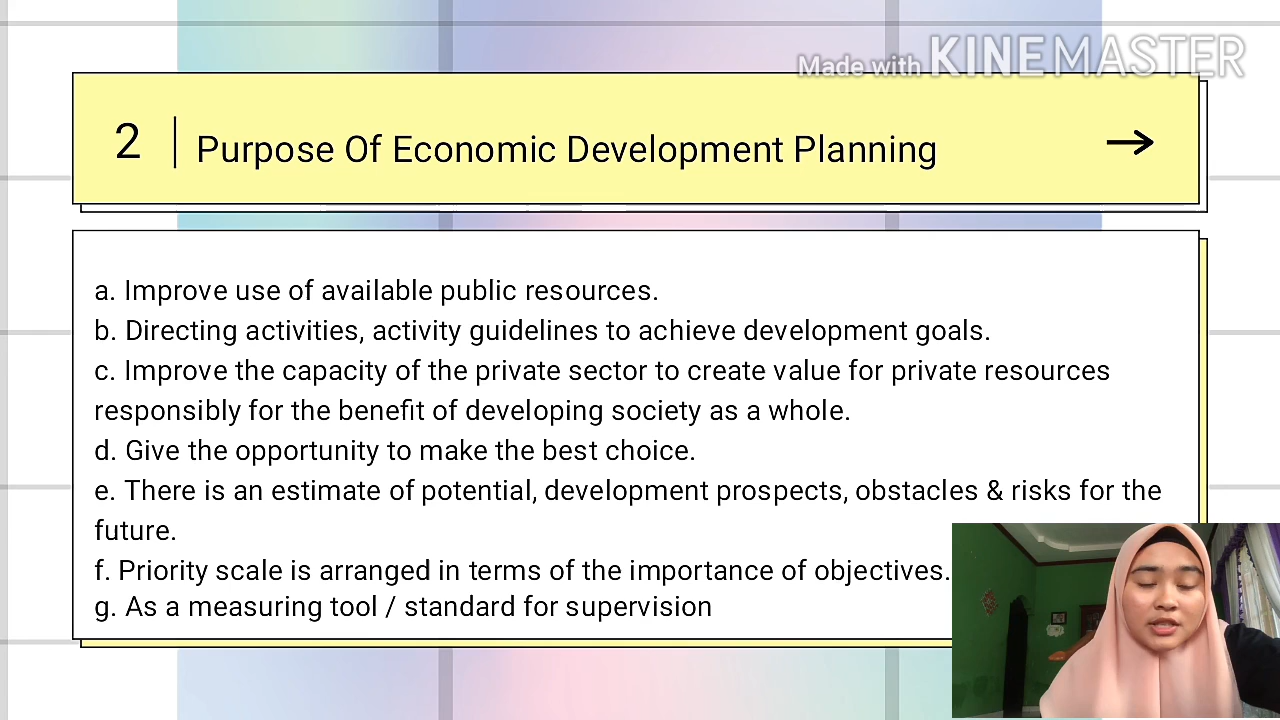 Made with KINEMASTER
2 Purpose Of Economic Development Planning
a. Improve use of available public resources.
b. Directing activities, activity guidelines to achieve development goals.
c. Improve the capacity of the private sector to create value for private resources
responsibly for the benefit of developing society as a whole.
d. Give the opportunity to make the best choice.
e. There is an estimate of potential, development prospects, obstacles & risks for the
future.
f. Priority scale is arranged in terms of the importance of objectives.
g. As a measuring tool / standard for supervision